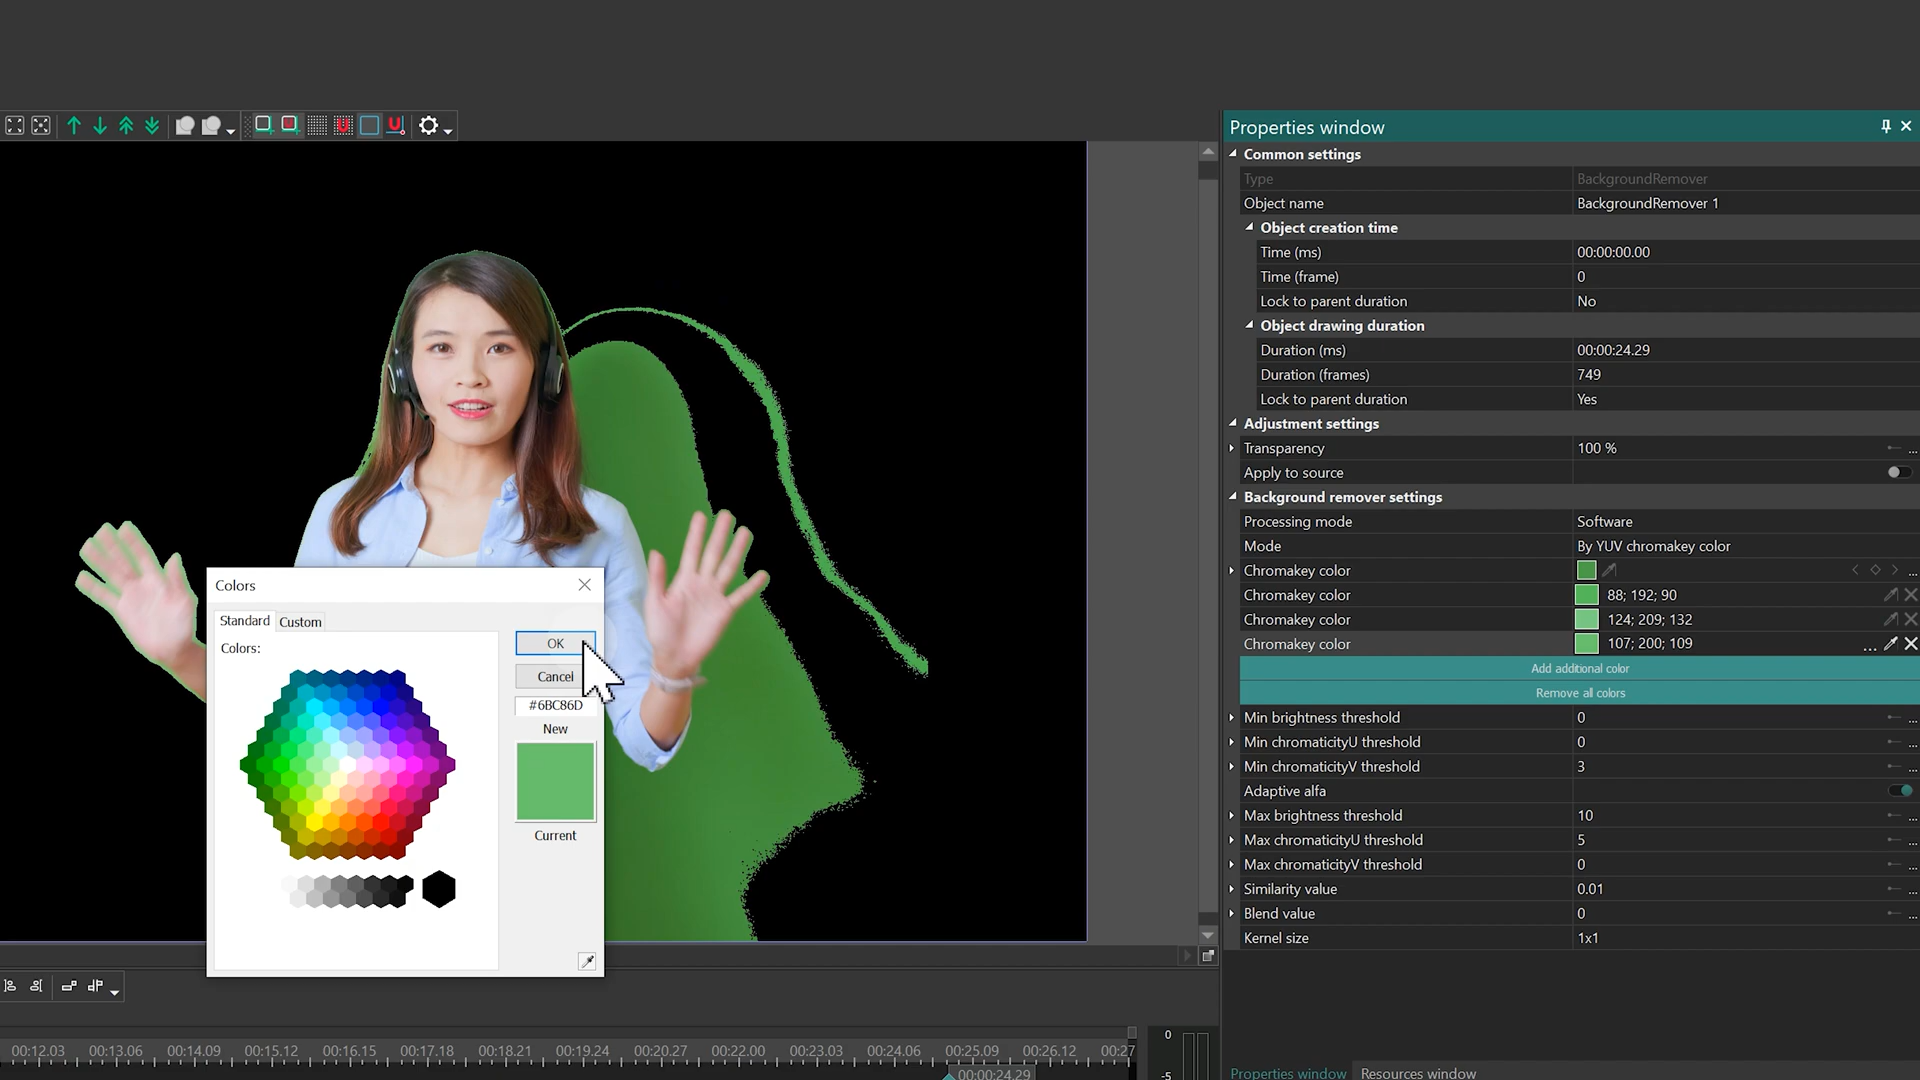 Properties window
Common settings
Type BackgroundRemover
Object name BackgroundRemover 1
Object creation time
Time (ms) 00:00:00.00
Time (frame) 0
Lock to parent duration No
Object drawing duration
Duration (ms) 00:00:24.29
Duration (frames) 749
Lock to parent duration Yes
Adjustment settings
Transparency 100 % ...
Apply to source
Background remover settings
Processing mode Software
Mode By YUV chromakey color
Chromakey color ...
Chromakey color 88; 192; 90
Chromakey color 124; 209; 132
Chromakey color 107; 200; 109 ...
Add additional color
Remove all colors
Min brightness threshold 0 ...
Min chromaticityU threshold 0 ...
Min chromaticityV threshold 3 ...
Adaptive alfa
Max brightness threshold 10 ...
Max chromaticityU threshold 5 ...
Max chromaticityV threshold 0 ...
Similarity value 0.01 ...
Blend value 0 ...
Kernel size 1x1
Properties window Resources window
Colors
Standard Custom
Colors:
OK
Cancel
#6BC86D
New
Current
00:12.03 00:13.06 00:14.09 00:15.12 00:16.15 00:17.18 00:18.21 00:19.24 00:20.27 00:22.00 00:23.03 00:24.06 00:25.09 00:26.12 00:27
00:00:24.29
0
-5